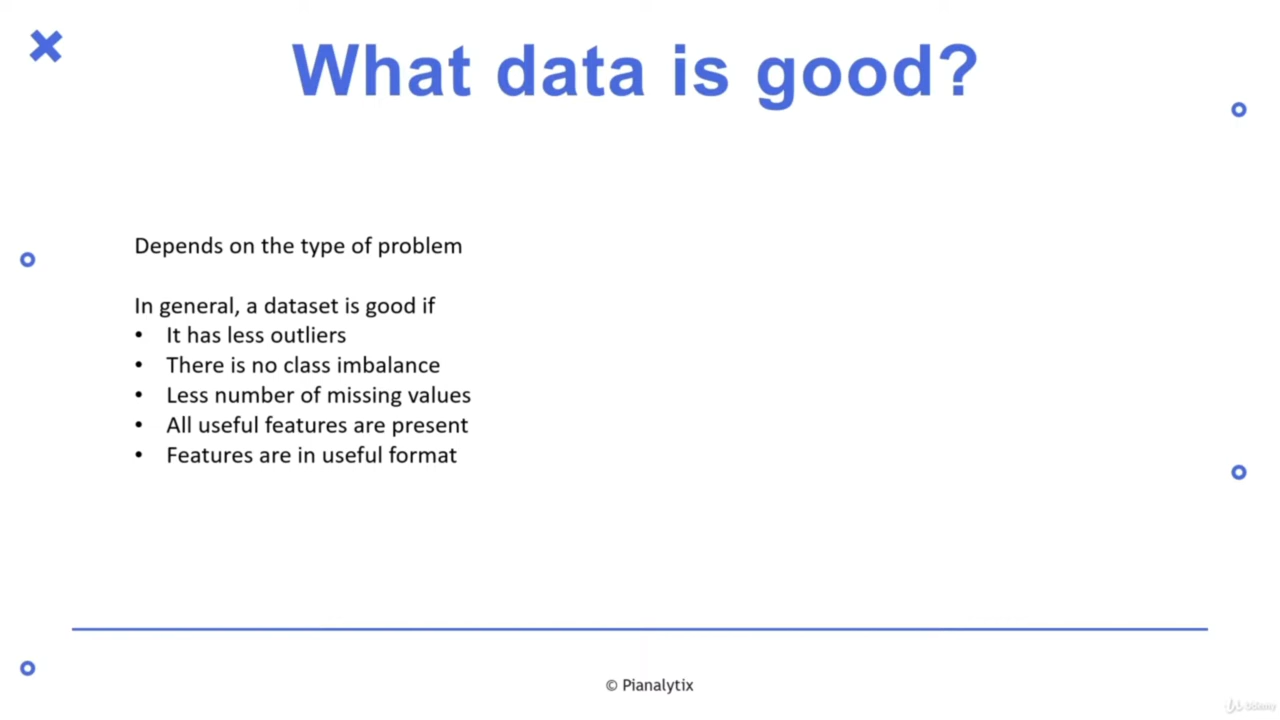 What data is good?
Depends on the type of problem
In general, a dataset is good if
• It has less outliers
• There is no class imbalance
• Less number of missing values
• All useful features are present
• Features are in useful format
© Pianalytix
Udemy